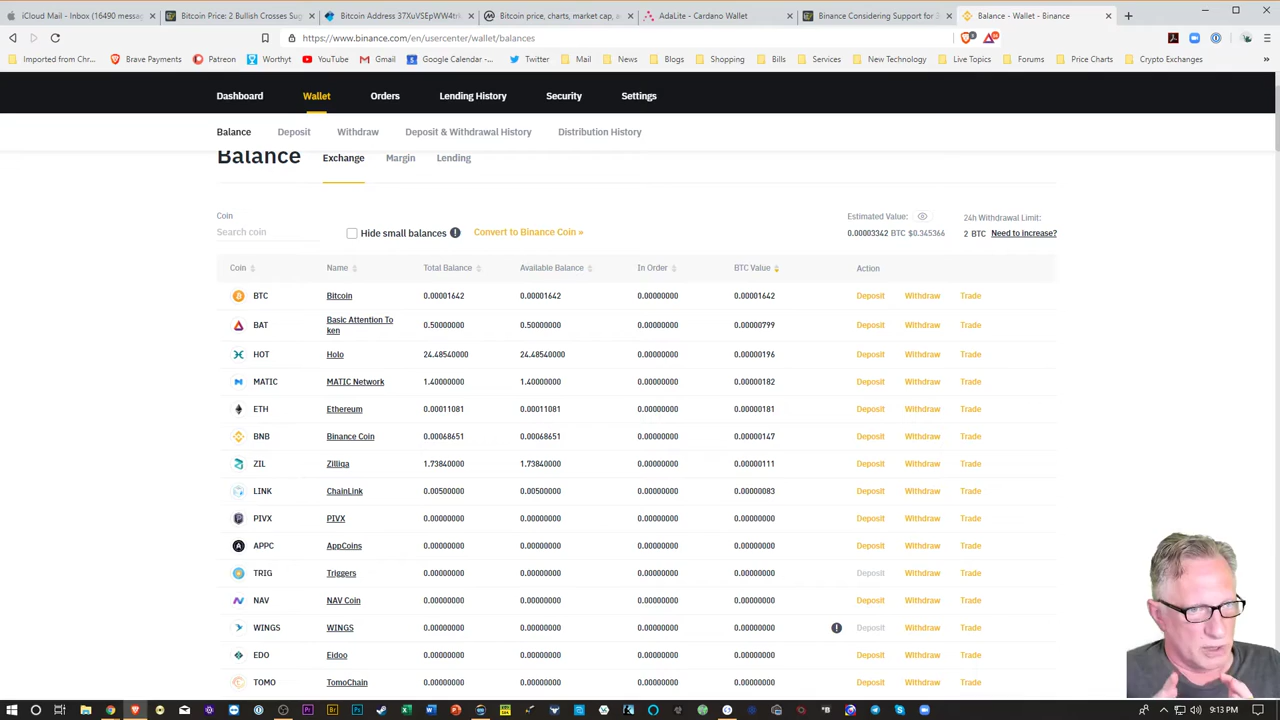 iCloud Mail - Inbox (16490 messag
Bitcoin Price: 2 Bullish Crosses Sug
Bitcoin Address 37XuVSEpWW4tr
Bitcoin price, charts, market cap, a
AdaLite - Cardano Wallet
Binance Considering Support for
Balance - Wallet - Binance
https://www.binance.com/en/usercenter/wallet/balances
Imported from Chr... Brave Payments Patreon Worthyt YouTube Gmail Google Calendar -... Twitter Mail News Blogs Shopping Bills Services New Technology Live Topics Forums Price Charts Crypto Exchanges
Dashboard Wallet Orders Lending History Security Settings
Balance Deposit Withdraw Deposit & Withdrawal History Distribution History
Balance Exchange Margin Lending
Coin Estimated Value: 24h Withdrawal Limit:
Search coin Hide small balances ! Convert to Binance Coin » 0.00003342 BTC $0.345366 2 BTC Need to increase?
Coin Name Total Balance Available Balance In Order BTC Value Action
BTC Bitcoin 0.00001642 0.00001642 0.00000000 0.00001642 Deposit Withdraw Trade
BAT Basic Attention To
ken 0.50000000 0.50000000 0.00000000 0.00000799 Deposit Withdraw Trade
HOT Holo 24.48540000 24.48540000 0.00000000 0.00000196 Deposit Withdraw Trade
MATIC MATIC Network 1.40000000 1.40000000 0.00000000 0.00000182 Deposit Withdraw Trade
ETH Ethereum 0.00011081 0.00011081 0.00000000 0.00000181 Deposit Withdraw Trade
BNB Binance Coin 0.00068651 0.00068651 0.00000000 0.00000147 Deposit Withdraw Trade
ZIL Zilliqa 1.73840000 1.73840000 0.00000000 0.00000111 Deposit Withdraw Trade
LINK ChainLink 0.00500000 0.00500000 0.00000000 0.00000083 Deposit Withdraw Trade
PIVX PIVX 0.00000000 0.00000000 0.00000000 0.00000000 Deposit Withdraw Trade
APPC AppCoins 0.00000000 0.00000000 0.00000000 0.00000000 Deposit Withdraw Trade
TRIG Triggers 0.00000000 0.00000000 0.00000000 0.00000000 Deposit Withdraw Trade
NAV NAV Coin 0.00000000 0.00000000 0.00000000 0.00000000 Deposit Withdraw Trade
WINGS WINGS 0.00000000 0.00000000 0.00000000 0.00000000 ! Deposit Withdraw Trade
EDO Eidoo 0.00000000 0.00000000 0.00000000 0.00000000 Deposit Withdraw Trade
TOMO TomoChain 0.00000000 0.00000000 0.00000000 0.00000000 Deposit Withdraw Trade
9:13 PM